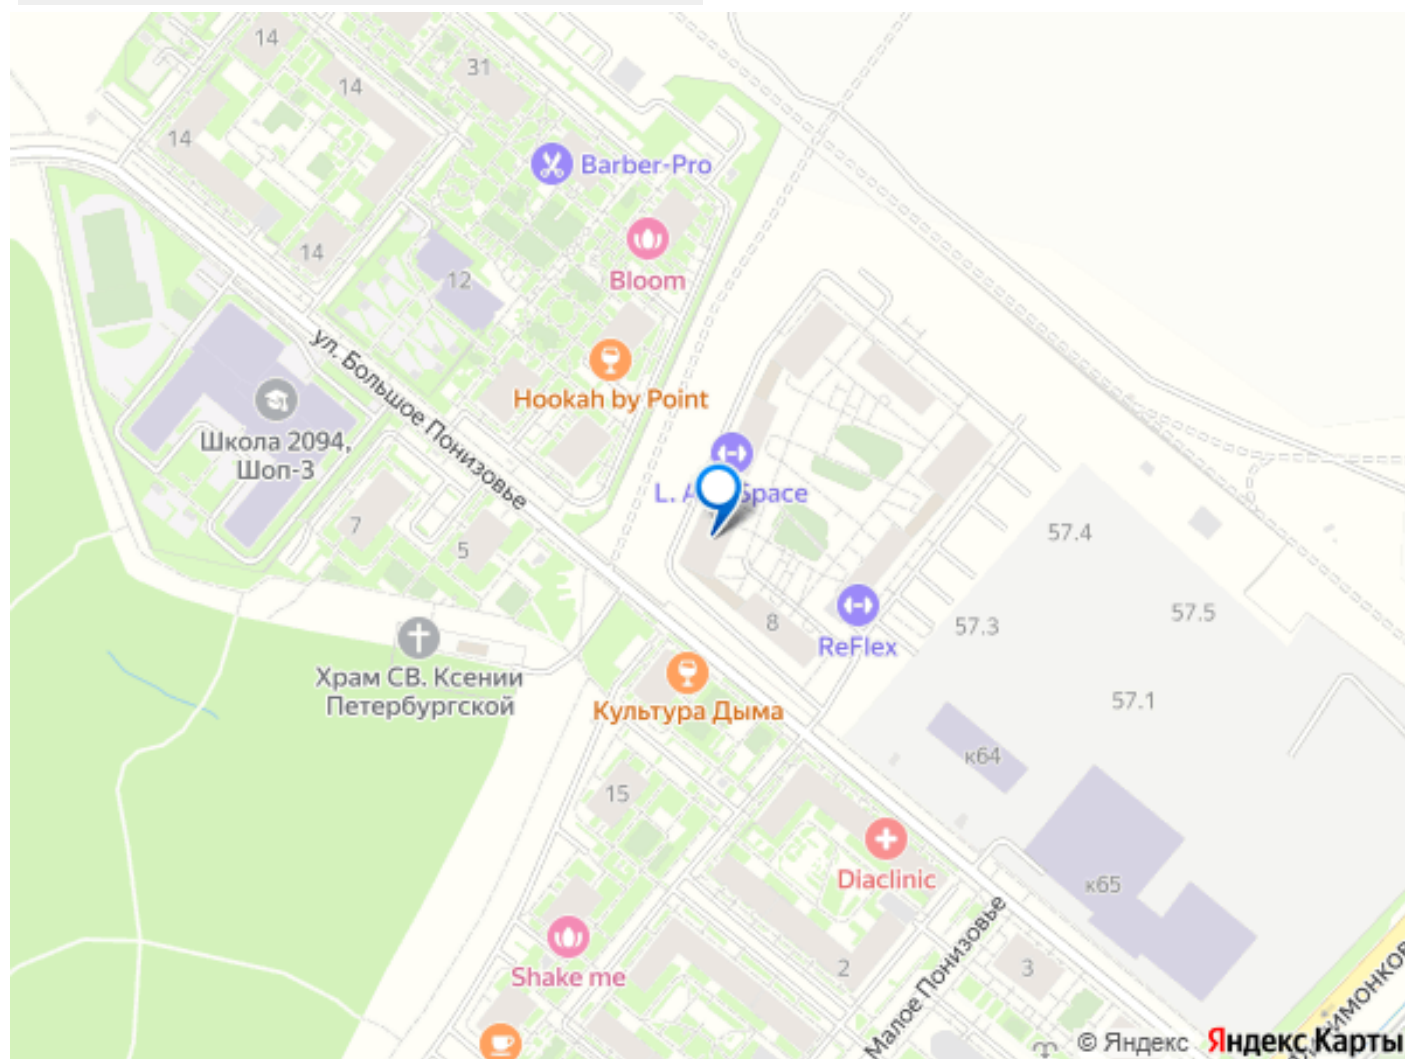 14
31
14
14
Barber-Pro
14
12
Bloom
ул. Большое Понизовье
Hookah by Point
Школа 2094,
Шоп-3
L. A. Space
7
5
57.4
57.5
57.3
8
ReFlex
Храм СВ. Ксении
Петербургской
Культура Дыма
57.1
к64
15
Diaclinic
к65
Малое Понизовье
Shake me
2
3
© Яндекс Яндекс Карты